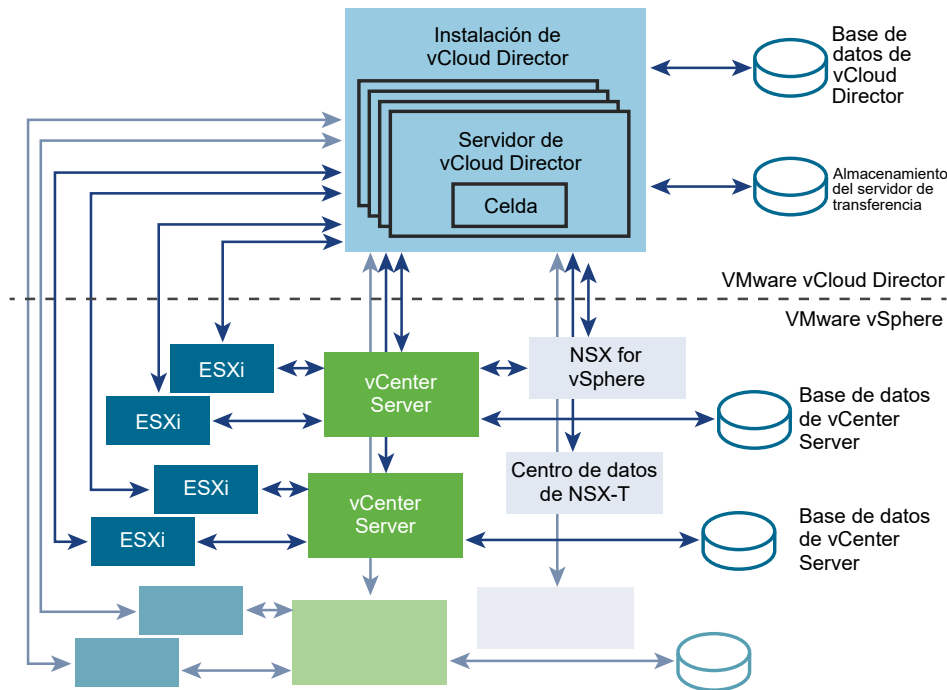 Instalación de
vCloud Director
Base de
datos de
vCloud
Director
Servidor de
vCloud Director
Celda
Almacenamiento
del servidor de
transferencia
VMware vCloud Director
VMware vSphere
ESXi
vCenter
Server
NSX for
vSphere
ESXi
Base de datos
de vCenter
Server
ESXi
vCenter
Server
Centro de datos
de NSX-T
ESXi
Base de datos
de vCenter
Server